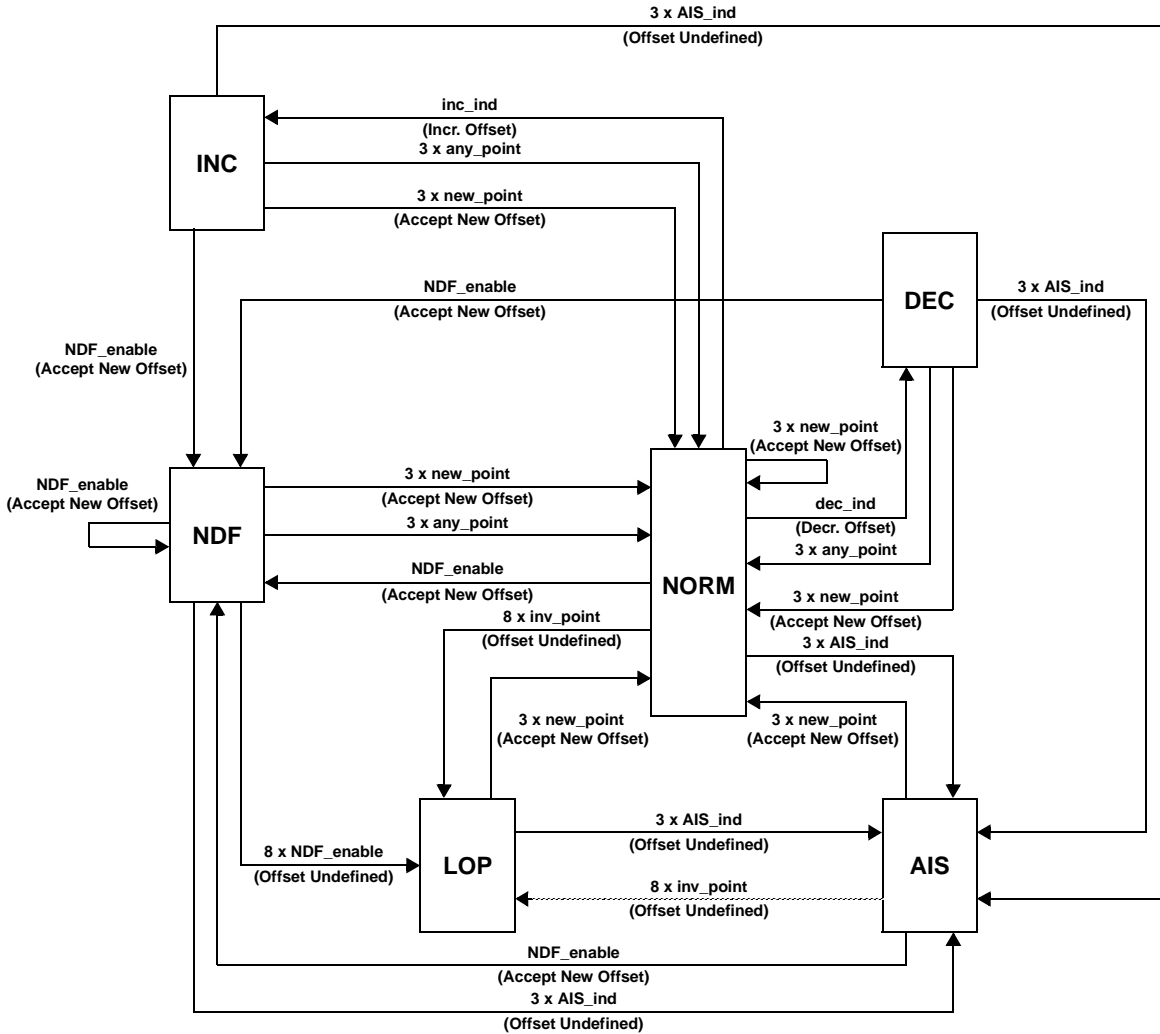 3 x AIS_ind
(Offset Undefined)
inc_ind
(Incr. Offset)
3 x any_point
INC
3 x new_point
(Accept New Offset)
NDF_enable
(Accept New Offset)
DEC
3 x AIS_ind
(Offset Undefined)
NDF_enable
(Accept New Offset)
3 x new_point
(Accept New Offset)
NDF_enable
(Accept New Offset)
3 x new_point
(Accept New Offset)
dec_ind
(Decr. Offset)
NDF
3 x any_point
3 x any_point
NDF_enable
(Accept New Offset)
NORM
3 x new_point
(Accept New Offset)
8 x inv_point
(Offset Undefined)
3 x AIS_ind
(Offset Undefined)
3 x new_point
(Accept New Offset)
3 x new_point
(Accept New Offset)
3 x AIS_ind
(Offset Undefined)
8 x NDF_enable
(Offset Undefined)
LOP
AIS
8 x inv_point
(Offset Undefined)
NDF_enable
(Accept New Offset)
3 x AIS_ind
(Offset Undefined)